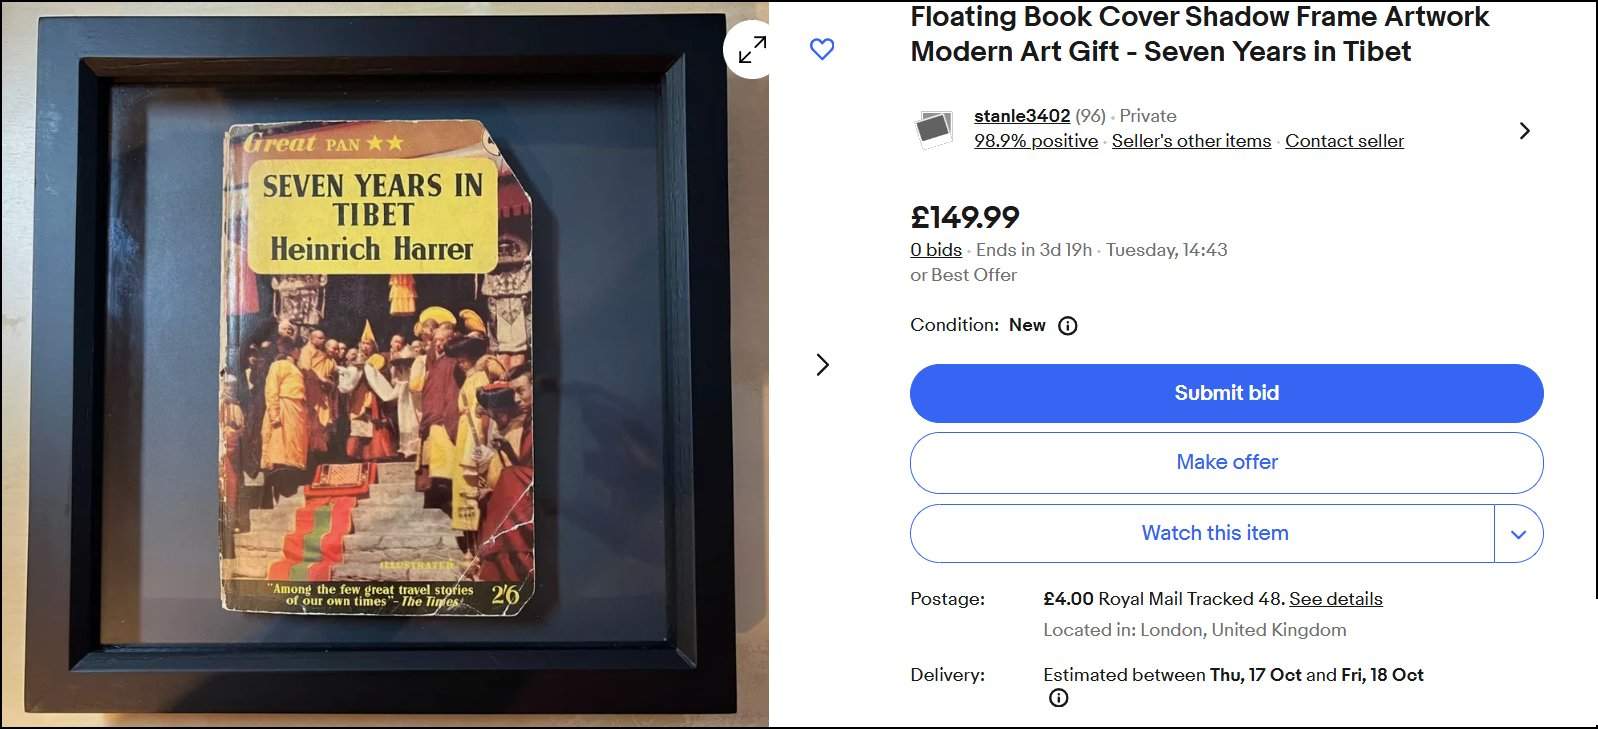 Great PAN ★★
SEVEN YEARS IN
TIBET
Heinrich Harrer
ILLUSTRATED
"Among the few great travel stories
of our own times"–The Times
2'6
Floating Book Cover Shadow Frame Artwork
Modern Art Gift - Seven Years in Tibet
stanle3402 (96) · Private
98.9% positive · Seller's other items · Contact seller
£149.99
0 bids · Ends in 3d 19h · Tuesday, 14:43
or Best Offer
Condition: New
Submit bid
Make offer
Watch this item
Postage: £4.00 Royal Mail Tracked 48. See details
Located in: London, United Kingdom
Delivery: Estimated between Thu, 17 Oct and Fri, 18 Oct